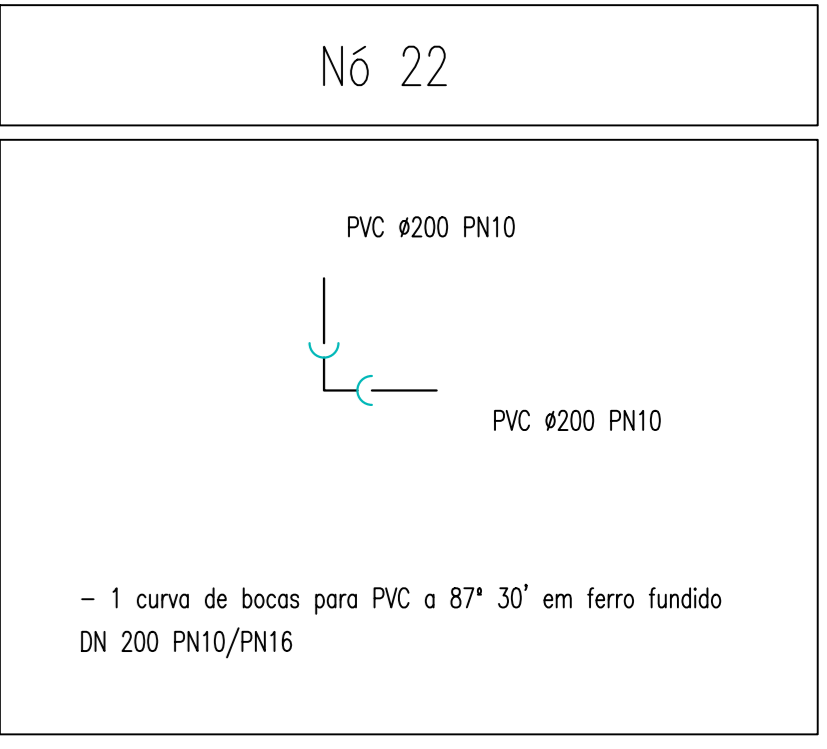 Nó 22
PVC ø200 PN10
PVC ø200 PN10
– 1 curva de bocas para PVC a 87º 30' em ferro fundido
DN 200 PN10/PN16